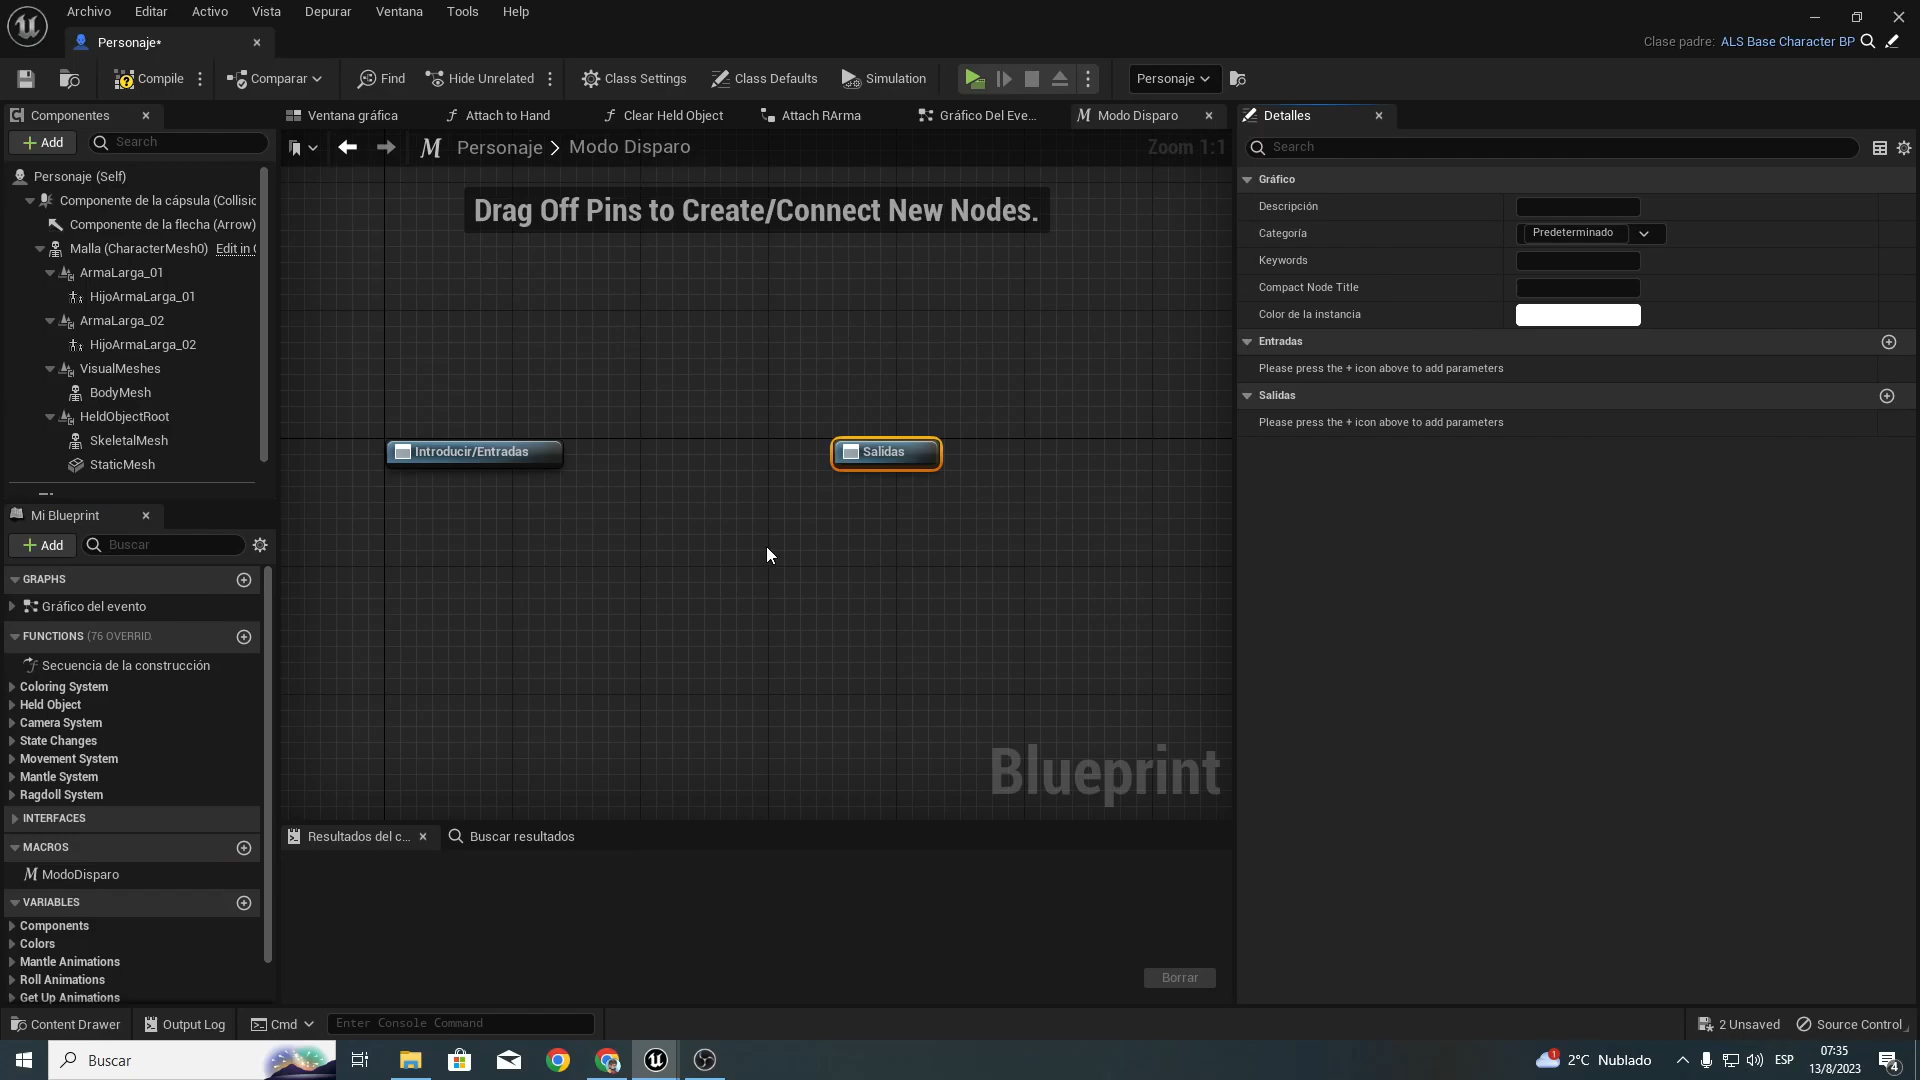 Archivo Editar Activo Vista Depurar Ventana Tools Help
Personaje*
Clase padre: ALS Base Character BP
Compile Comparar Find Hide Unrelated Class Settings Class Defaults Simulation Personaje
Componentes
Add Search
Personaje (Self)
Componente de la cápsula (Collisio
Componente de la flecha (Arrow)
Malla (CharacterMesh0) Edit in C
ArmaLarga_01
HijoArmaLarga_01
ArmaLarga_02
HijoArmaLarga_02
VisualMeshes
BodyMesh
HeldObjectRoot
SkeletalMesh
StaticMesh
Mi Blueprint
Add Buscar
GRAPHS
Gráfico del evento
FUNCTIONS (76 OVERRID.
Secuencia de la construcción
Coloring System
Held Object
Camera System
State Changes
Movement System
Mantle System
Ragdoll System
INTERFACES
MACROS
ModoDisparo
VARIABLES
Components
Colors
Mantle Animations
Roll Animations
Get Up Animations
Ventana gráfica Attach to Hand Clear Held Object Attach RArma Gráfico Del Eve... Modo Disparo
Personaje > Modo Disparo Zoom 1:1
Drag Off Pins to Create/Connect New Nodes.
Introducir/Entradas
Salidas
Blueprint
Resultados del c... Buscar resultados
Borrar
Detalles
Search
Gráfico
Descripción
Categoría Predeterminado
Keywords
Compact Node Title
Color de la instancia
Entradas
Please press the + icon above to add parameters
Salidas
Please press the + icon above to add parameters
Content Drawer Output Log Cmd Enter Console Command 2 Unsaved Source Control
Buscar
1
2°C Nublado
ESP
07:35
13/8/2023
4